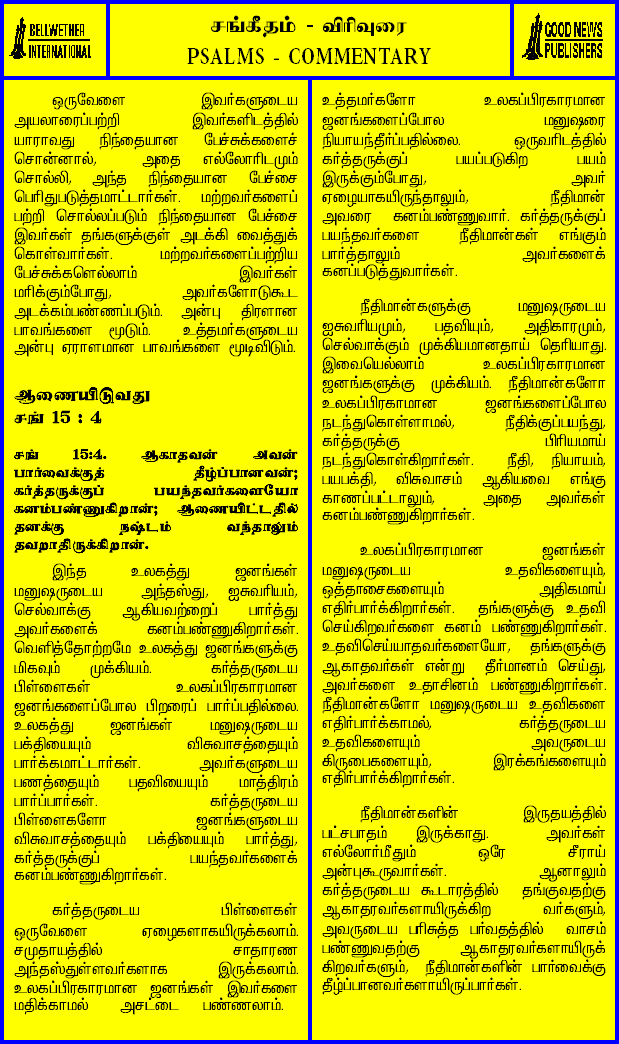 BELLWETHER
INTERNATIONAL
சங்கீதம் - விரிவுரை
PSALMS - COMMENTARY
GOOD NEWS
PUBLISHERS
ஒருவேளை இவர்களுடைய
அயலாரைப்பற்றி இவர்களிடத்தில்
யாராவது நிந்தையான பேச்சுக்களைச்
சொன்னால், அதை எல்லோரிடமும்
சொல்லி, அந்த நிந்தையான பேச்சை
பெரிதுபடுத்தமாட்டார்கள். மற்றவர்களைப்
பற்றி சொல்லப்படும் நிந்தையான பேச்சை
இவர்கள் தங்களுக்குள் அடக்கி வைத்துக்
கொள்வார்கள். மற்றவர்களைப்பற்றிய
பேச்சுக்களெல்லாம் இவர்கள்
மரிக்கும்போது, அவர்களோடுகூட
அடக்கம்பண்ணப்படும். அன்பு திரளான
பாவங்களை மூடும். உத்தமர்களுடைய
அன்பு ஏராளமான பாவங்களை மூடிவிடும்.
ஆணையிடுவது
சங் 15 : 4
சங் 15:4. ஆகாதவன் அவன்
பார்வைக்குத் தீழ்ப்பானவன்;
கர்த்தருக்குப் பயந்தவர்களையோ
கனம்பண்ணுகிறான்; ஆணையிட்டதில்
தனக்கு நஷ்டம் வந்தாலும்
தவறாதிருக்கிறான்.
இந்த உலகத்து ஜனங்கள்
மனுஷருடைய அந்தஸ்து, ஐசுவரியம்,
செல்வாக்கு ஆகியவற்றைப் பார்த்து
அவர்களைக் கனம்பண்ணுகிறார்கள்.
வெளித்தோற்றமே உலகத்து ஜனங்களுக்கு
மிகவும் முக்கியம். கர்த்தருடைய
பிள்ளைகள் உலகப்பிரகாரமான
ஜனங்களைப்போல பிறரைப் பார்ப்பதில்லை.
உலகத்து ஜனங்கள் மனுஷருடைய
பக்தியையும் விசுவாசத்தையும்
பார்க்கமாட்டார்கள். அவர்களுடைய
பணத்தையும் பதவியையும் மாத்திரம்
பார்ப்பார்கள். கர்த்தருடைய
பிள்ளைகளோ ஜனங்களுடைய
விசுவாசத்தையும் பக்தியையும் பார்த்து,
கர்த்தருக்குப் பயந்தவர்களைக்
கனம்பண்ணுகிறார்கள்.
கர்த்தருடைய பிள்ளைகள்
ஒருவேளை ஏழைகளாகயிருக்கலாம்.
சமுதாயத்தில் சாதாரண
அந்தஸ்துள்ளவர்களாக இருக்கலாம்.
உலகப்பிரகாரமான ஜனங்கள் இவர்களை
மதிக்காமல் அசட்டை பண்ணலாம்.
உத்தமர்களோ உலகப்பிரகாரமான
ஜனங்களைப்போல மனுஷரை
நியாயந்தீர்ப்பதில்லை. ஒருவரிடத்தில்
கர்த்தருக்குப் பயப்படுகிற பயம்
இருக்கும்போது, அவர்
ஏழையாகயிருந்தாலும், நீதிமான்
அவரை கனம்பண்ணுவார். கர்த்தருக்குப்
பயந்தவர்களை நீதிமான்கள் எங்கும்
பார்த்தாலும் அவர்களைக்
கனப்படுத்துவார்கள்.
நீதிமான்களுக்கு மனுஷருடைய
ஐசுவரியமும், பதவியும், அதிகாரமும்,
செல்வாக்கும் முக்கியமானதாய் தெரியாது.
இவையெல்லாம் உலகப்பிரகாரமான
ஜனங்களுக்கு முக்கியம். நீதிமான்களோ
உலகப்பிரகாமான ஜனங்களைப்போல
நடந்துகொள்ளாமல், நீதிக்குப்பயந்து,
கர்த்தருக்கு பிரியமாய்
நடந்துகொள்கிறார்கள். நீதி, நியாயம்,
பயபக்தி, விசுவாசம் ஆகியவை எங்கு
காணப்பட்டாலும், அதை அவர்கள்
கனம்பண்ணுகிறார்கள்.
உலகப்பிரகாரமான ஜனங்கள்
மனுஷருடைய உதவிகளையும்,
ஒத்தாசைகளையும் அதிகமாய்
எதிர்பார்க்கிறார்கள். தங்களுக்கு உதவி
செய்கிறவர்களை கனம் பண்ணுகிறார்கள்.
உதவிசெய்யாதவர்களையோ, தங்களுக்கு
ஆகாதவர்கள் என்று தீர்மானம் செய்து,
அவர்களை உதாசினம் பண்ணுகிறார்கள்.
நீதிமான்களோ மனுஷருடைய உதவிகளை
எதிர்பார்க்காமல், கர்த்தருடைய
உதவிகளையும் அவருடைய
கிருபைகளையும், இரக்கங்களையும்
எதிர்பார்க்கிறார்கள்.
நீதிமான்களின் இருதயத்தில்
பட்சபாதம் இருக்காது. அவர்கள்
எல்லோர்மீதும் ஒரே சீராய்
அன்புகூருவார்கள். ஆனாலும்
கர்த்தருடைய கூடாரத்தில் தங்குவதற்கு
ஆகாதரவர்களாயிருக்கிற வர்களும்,
அவருடைய பரிசுத்த பர்வதத்தில் வாசம்
பண்ணுவதற்கு ஆகாதரவர்களாயிருக்
கிறவர்களும், நீதிமான்களின் பார்வைக்கு
தீழ்ப்பானவர்களாயிருப்பார்கள்.